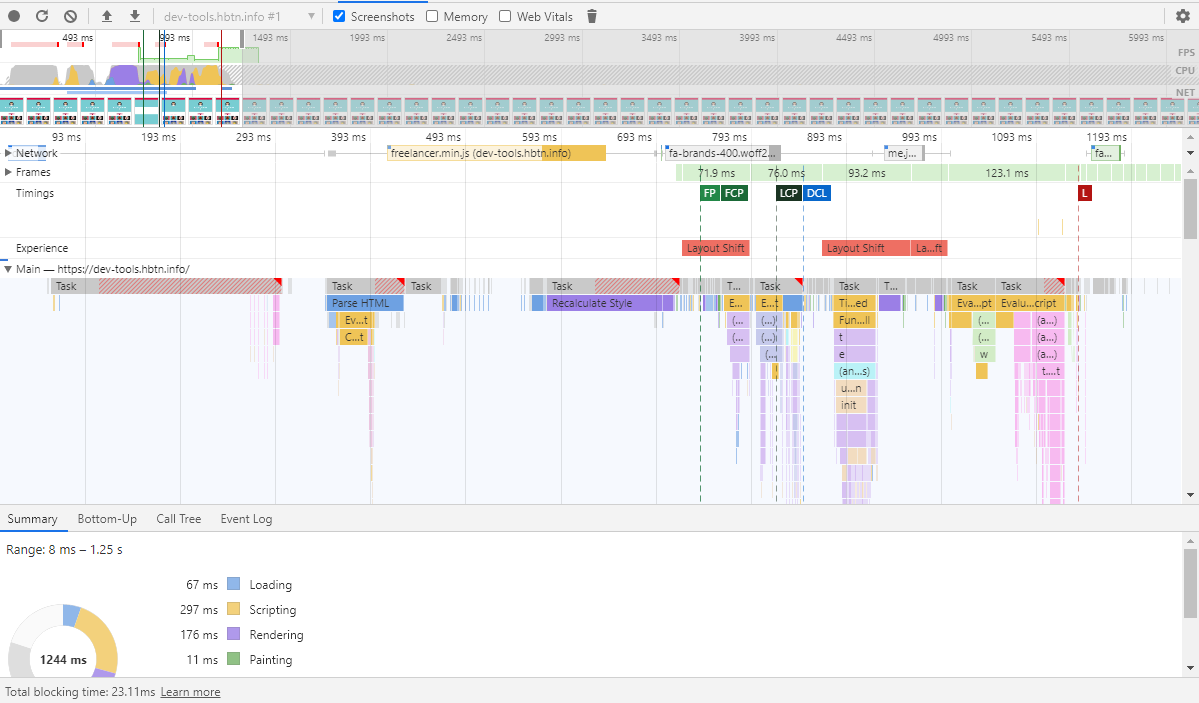 dev-tools.hbtn.info #1 Screenshots Memory Web Vitals
493 ms 993 ms 1493 ms 1993 ms 2493 ms 2993 ms 3493 ms 3993 ms 4493 ms 4993 ms 5493 ms 5993 ms
FPS
CPU
NET
93 ms 193 ms 293 ms 393 ms 493 ms 593 ms 693 ms 793 ms 893 ms 993 ms 1093 ms 1193 ms
Network freelancer.min.js (dev-tools.hbtn.info) fa-brands-400.woff2... me.j... fa...
Frames 71.9 ms 76.0 ms 93.2 ms 123.1 ms
Timings FP FCP LCP DCL L
Experience Layout Shift Layout Shift La...ft
Main — https://dev-tools.hbtn.info/
Task Task Task Task T... Task Task T... Task Task
Parse HTML Recalculate Style E... E...t Ti...ed Eva...pt Evalu...cript
Ev...t (... (...)l Fun...ll (... (a...)
C...t (... (...) t (... (a...)
(... e w (a...)
(an...s) t....t
u...n
init
Summary Bottom-Up Call Tree Event Log
Range: 8 ms – 1.25 s
67 ms Loading
297 ms Scripting
176 ms Rendering
1244 ms 11 ms Painting
Total blocking time: 23.11ms Learn more